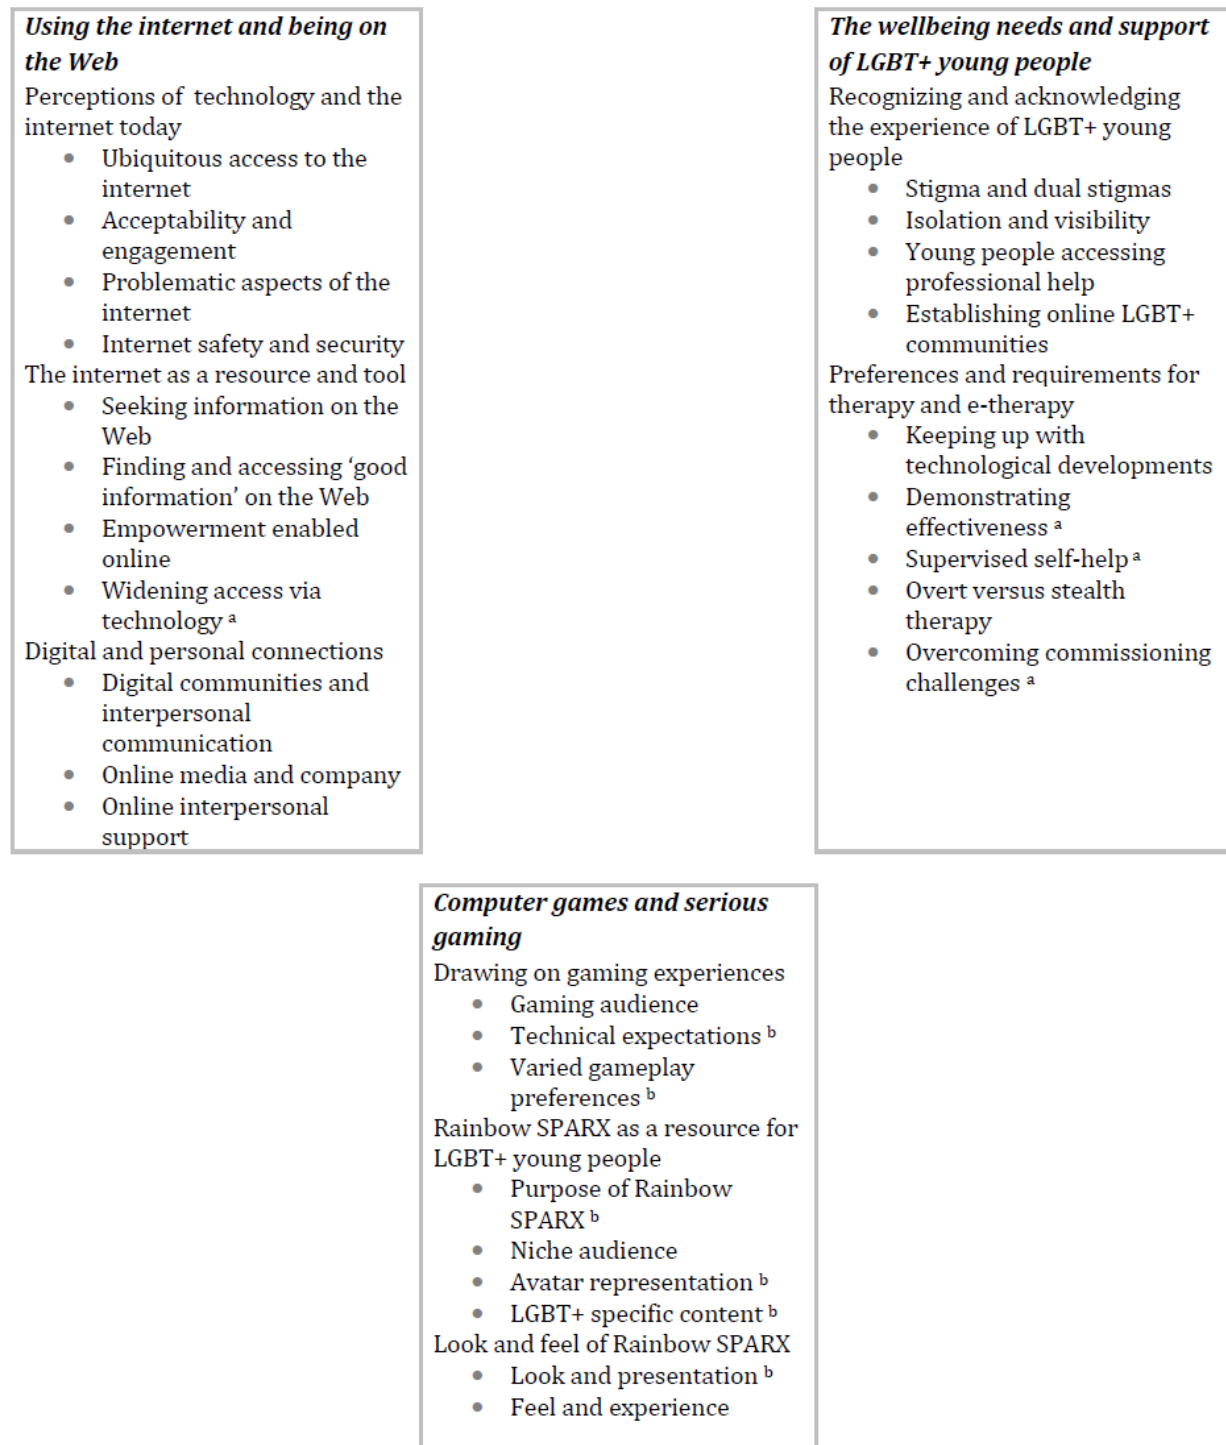 Using the internet and being on
the Web
Perceptions of technology and the
internet today
• Ubiquitous access to the
internet
• Acceptability and
engagement
• Problematic aspects of the
internet
• Internet safety and security
The internet as a resource and tool
• Seeking information on the
Web
• Finding and accessing ‘good
information’ on the Web
• Empowerment enabled
online
• Widening access via
technology ᵃ
Digital and personal connections
• Digital communities and
interpersonal
communication
• Online media and company
• Online interpersonal
support
The wellbeing needs and support
of LGBT+ young people
Recognizing and acknowledging
the experience of LGBT+ young
people
• Stigma and dual stigmas
• Isolation and visibility
• Young people accessing
professional help
• Establishing online LGBT+
communities
Preferences and requirements for
therapy and e-therapy
• Keeping up with
technological developments
• Demonstrating
effectiveness ᵃ
• Supervised self-help ᵃ
• Overt versus stealth
therapy
• Overcoming commissioning
challenges ᵃ
Computer games and serious
gaming
Drawing on gaming experiences
• Gaming audience
• Technical expectations ᵇ
• Varied gameplay
preferences ᵇ
Rainbow SPARX as a resource for
LGBT+ young people
• Purpose of Rainbow
SPARX ᵇ
• Niche audience
• Avatar representation ᵇ
• LGBT+ specific content ᵇ
Look and feel of Rainbow SPARX
• Look and presentation ᵇ
• Feel and experience